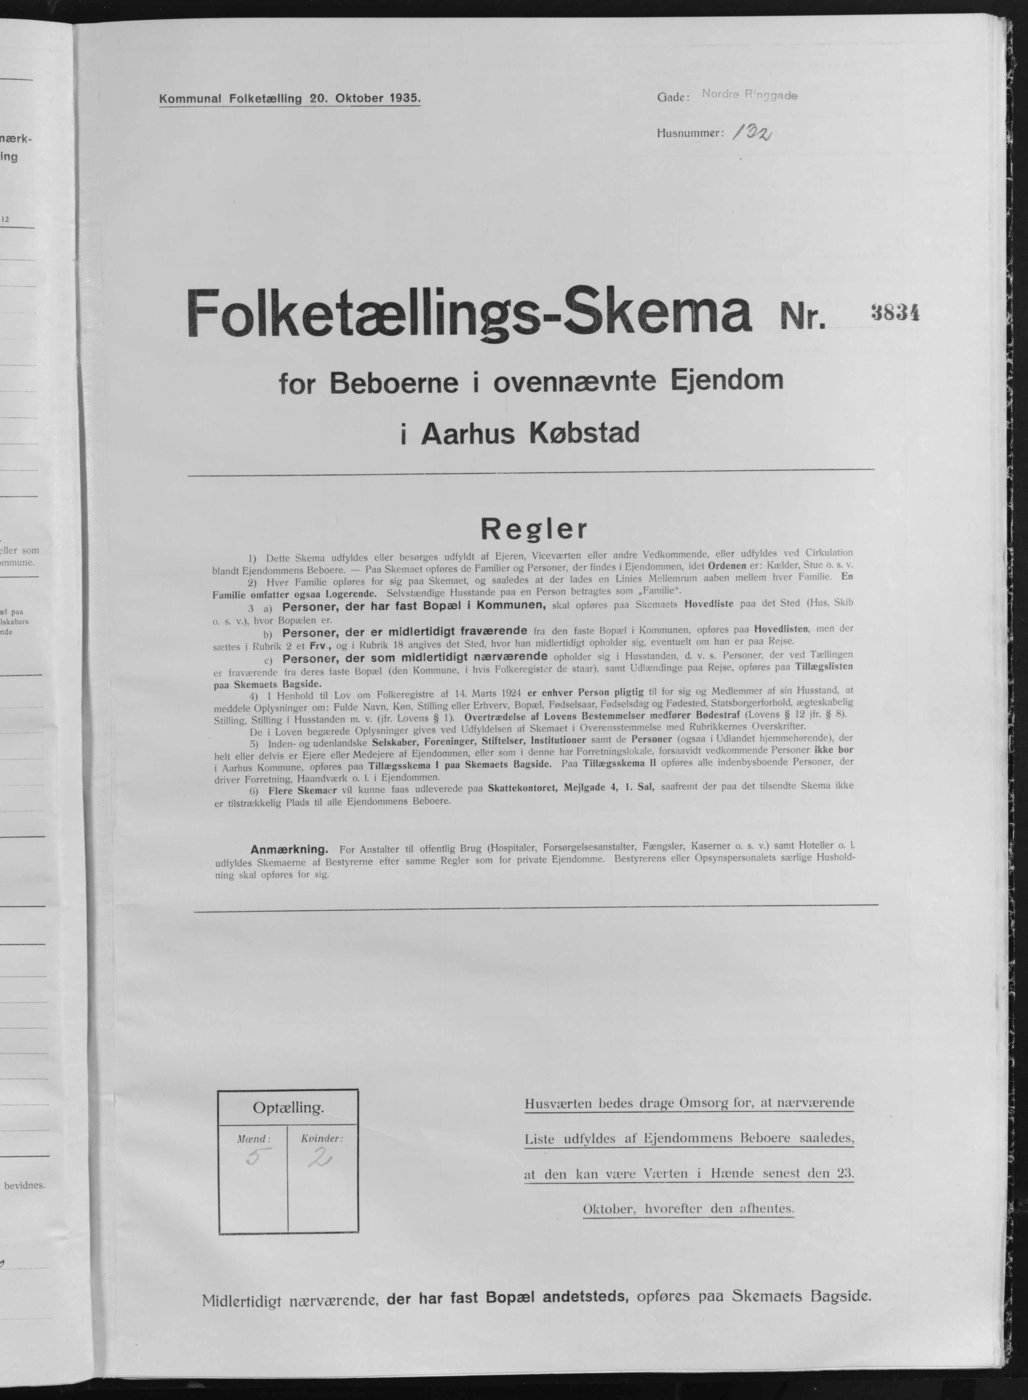 Kommunal Folketælling 20. Oktober 1935.
Gade: Nordre Ringgade
Husnummer: 132
Folketællings-Skema Nr. 3834
for Beboerne i ovennævnte Ejendom
i Aarhus Købstad
Regler
1) Dette Skema udfyldes eller besørges udfyldt af Ejeren, Viceværten eller andre Vedkommende, eller udfyldes ved Cirkulation
blandt Ejendommens Beboere. — Paa Skemaet opføres de Familier og Personer, der findes i Ejendommen, idet Ordenen er: Kælder, Stue o. s. v.
2) Hver Familie opføres for sig paa Skemaet, og saaledes at der lades en Linies Mellemrum aaben mellem hver Familie. En
Familie omfatter ogsaa Logerende. Selvstændige Husstande paa en Person betragtes som „Familie“.
3 a) Personer, der har fast Bopæl i Kommunen, skal opføres paa Skemaets Hovedliste paa det Sted (Hus, Skib
o. s. v.), hvor Bopælen er.
b) Personer, der er midlertidigt fraværende fra den faste Bopæl i Kommunen, opføres paa Hovedlisten, men der
sættes i Rubrik 2 et Frv., og i Rubrik 18 angives det Sted, hvor han midlertidigt opholder sig, eventuelt om han er paa Rejse.
c) Personer, der som midlertidigt nærværende opholder sig i Husstanden, d. v. s. Personer, der ved Tællingen
er fraværende fra deres faste Bopæl (den Kommune, i hvis Folkeregister de staar), samt Udlændinge paa Rejse, opføres paa Tillægslisten
paa Skemaets Bagside.
4) I Henhold til Lov om Folkeregistre af 14. Marts 1924 er enhver Person pligtig til for sig og Medlemmer af sin Husstand, at
meddele Oplysninger om: Fulde Navn, Køn, Stilling eller Erhverv, Bopæl, Fødselsaar, Fødselsdag og Fødested, Statsborgerforhold, ægteskabelig
Stilling, Stilling i Husstanden m. v. (jfr. Lovens § 1). Overtrædelse af Lovens Bestemmelser medfører Bødestraf (Lovens § 12 jfr. § 8).
De i Loven begærede Oplysninger gives ved Udfyldelsen af Skemaet i Overensstemmelse med Rubrikkernes Overskrifter.
5) Inden- og udenlandske Selskaber, Foreninger, Stiftelser, Institutioner samt de Personer (ogsaa i Udlandet hjemmehørende), der
helt eller delvis er Ejere eller Medejere af Ejendommen, eller som i denne har Forretningslokale, forsaavidt vedkommende Personer ikke bor
i Aarhus Kommune, opføres paa Tillægsskema I paa Skemaets Bagside. Paa Tillægsskema II opføres alle indenbysboende Personer, der
driver Forretning, Haandværk o. l. i Ejendommen.
6) Flere Skemaer vil kunne faas udleverede paa Skattekontoret, Mejlgade 4, 1. Sal, saafremt der paa det tilsendte Skema ikke
er tilstrækkelig Plads til alle Ejendommens Beboere.
Anmærkning. For Anstalter til offentlig Brug (Hospitaler, Forsørgelsesanstalter, Fængsler, Kaserner o. s. v.) samt Hoteller o. l.
udfyldes Skemaerne af Bestyrerne efter samme Regler som for private Ejendomme. Bestyrerens eller Opsynspersonalets særlige Hushold-
ning skal opføres for sig.
Optælling.
Mænd: Kvinder:
5 2
Husværten bedes drage Omsorg for, at nærværende
Liste udfyldes af Ejendommens Beboere saaledes,
at den kan være Værten i Hænde senest den 23.
Oktober, hvorefter den afhentes.
Midlertidigt nærværende, der har fast Bopæl andetsteds, opføres paa Skemaets Bagside.
ærk-
ing
12
eller som
ommune.
æl paa
lskabers
nde
bevidnes.